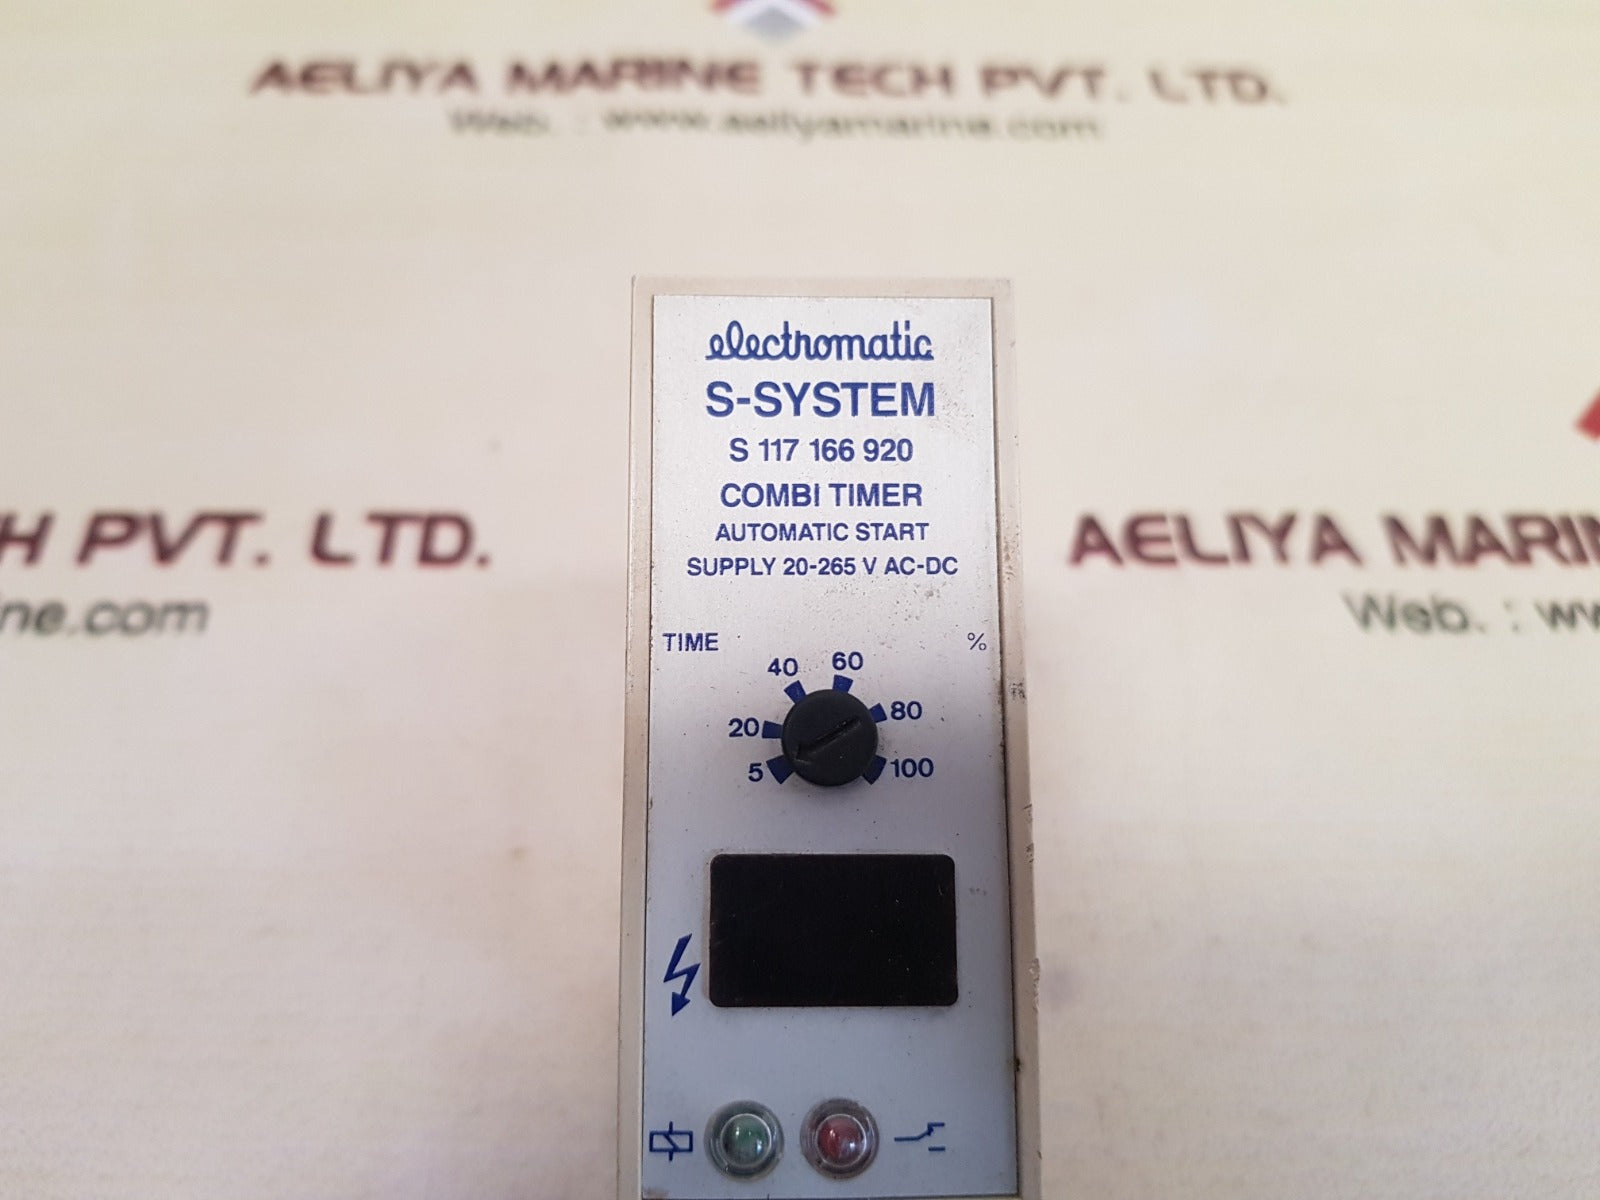 AELIYA MARINE TECH PVT. LTD.
Web. : www.aeliyamarine.com
electromatic
S-SYSTEM
S 117 166 920
COMBI TIMER
AUTOMATIC START
SUPPLY 20-265 V AC-DC
H PVT. LTD.
ine.com
AELIYA MARIN
Web. : ww
TIME %
40 60
20 80
5 100